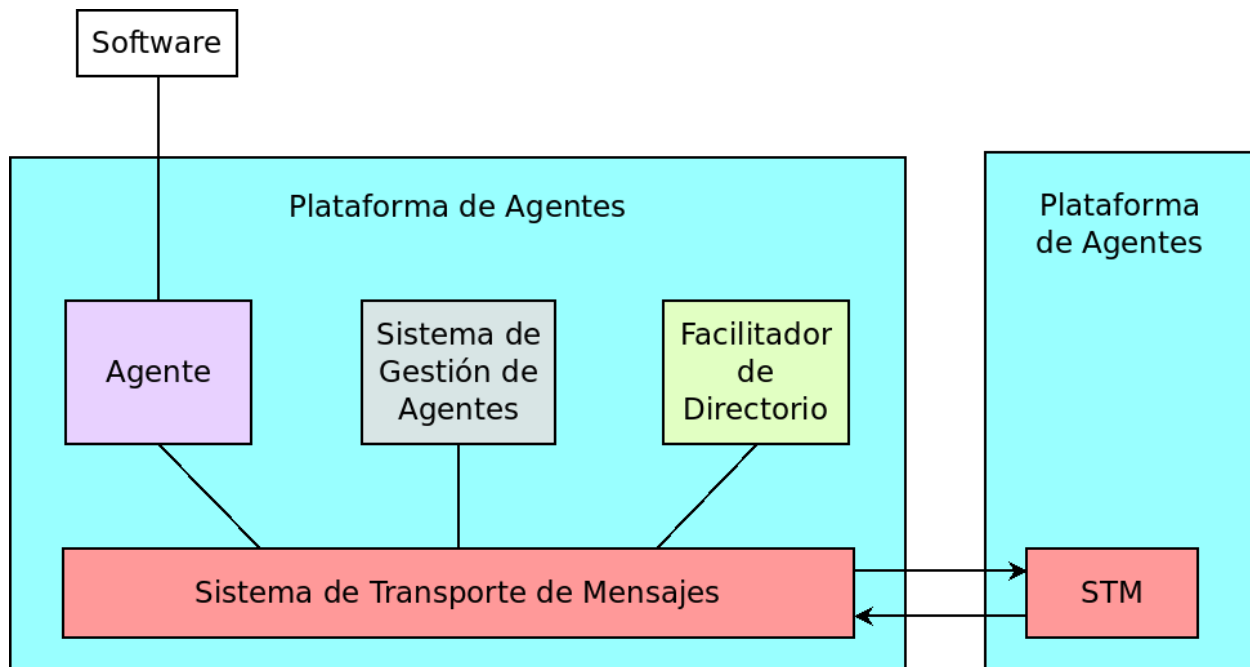 Software
Plataforma de Agentes
Plataforma
de Agentes
Agente
Sistema de
Gestión de
Agentes
Facilitador
de
Directorio
Sistema de Transporte de Mensajes
STM